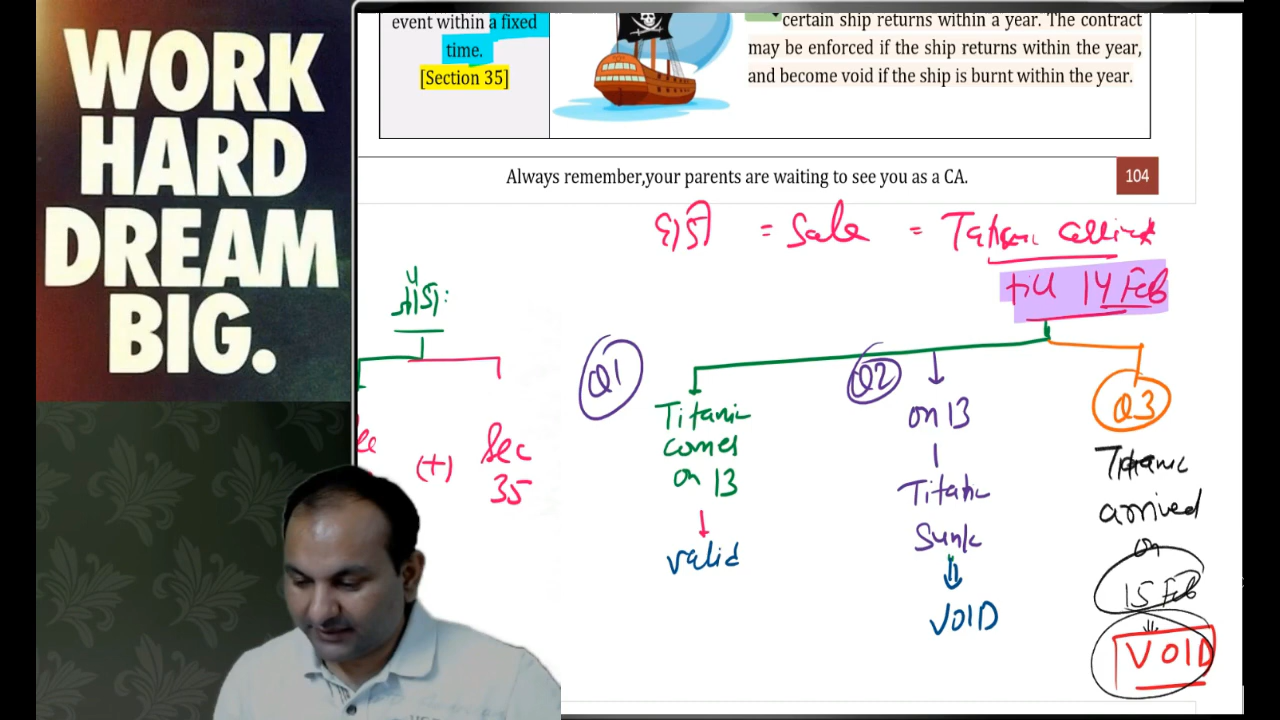 WORK
HARD
DREAM
BIG.
event within a fixed
time.
[Section 35]
certain ship returns within a year. The contract
may be enforced if the ship returns within the year,
and become void if the ship is burnt within the year.
Always remember,your parents are waiting to see you as a CA.
104
= Sale =
till 14 Feb
(+)
Sec
35
Q1
Titanic
comes
on 13
valid
Q2
on 13
Titanic
Sunk
VOID
Q3
Titanic
arrived
on
15 Feb
VOID